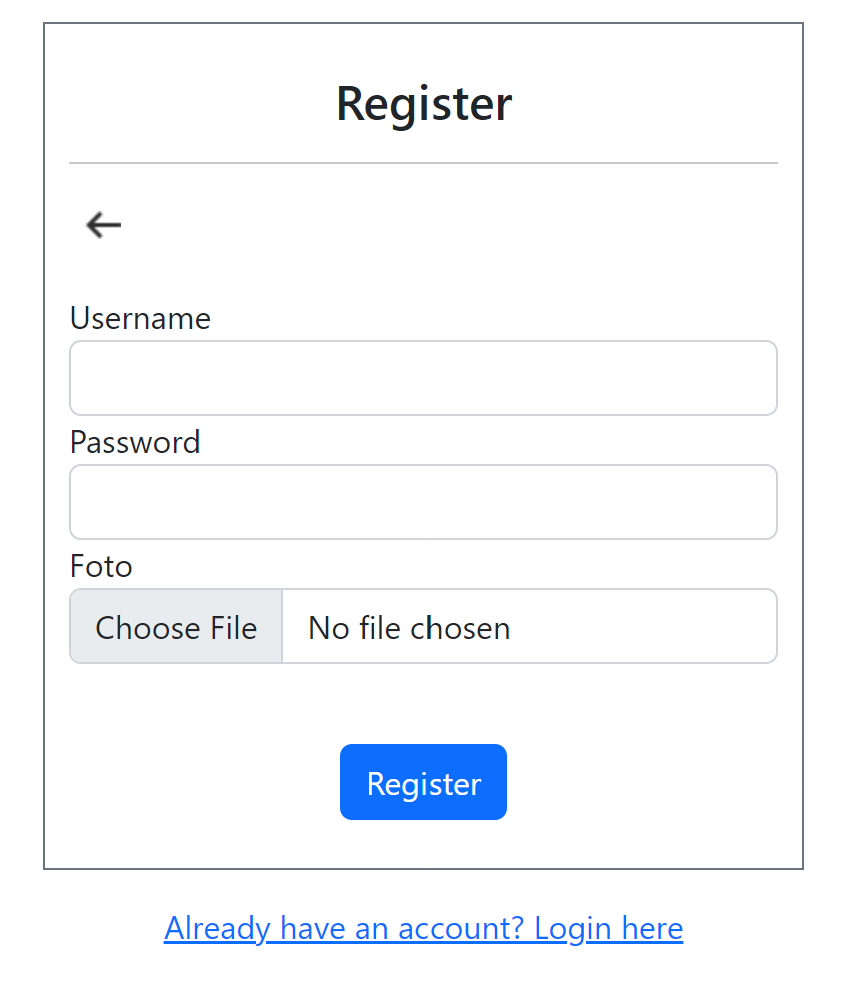 Register
Username
Password
Foto
Choose File No file chosen
Register
Already have an account? Login here